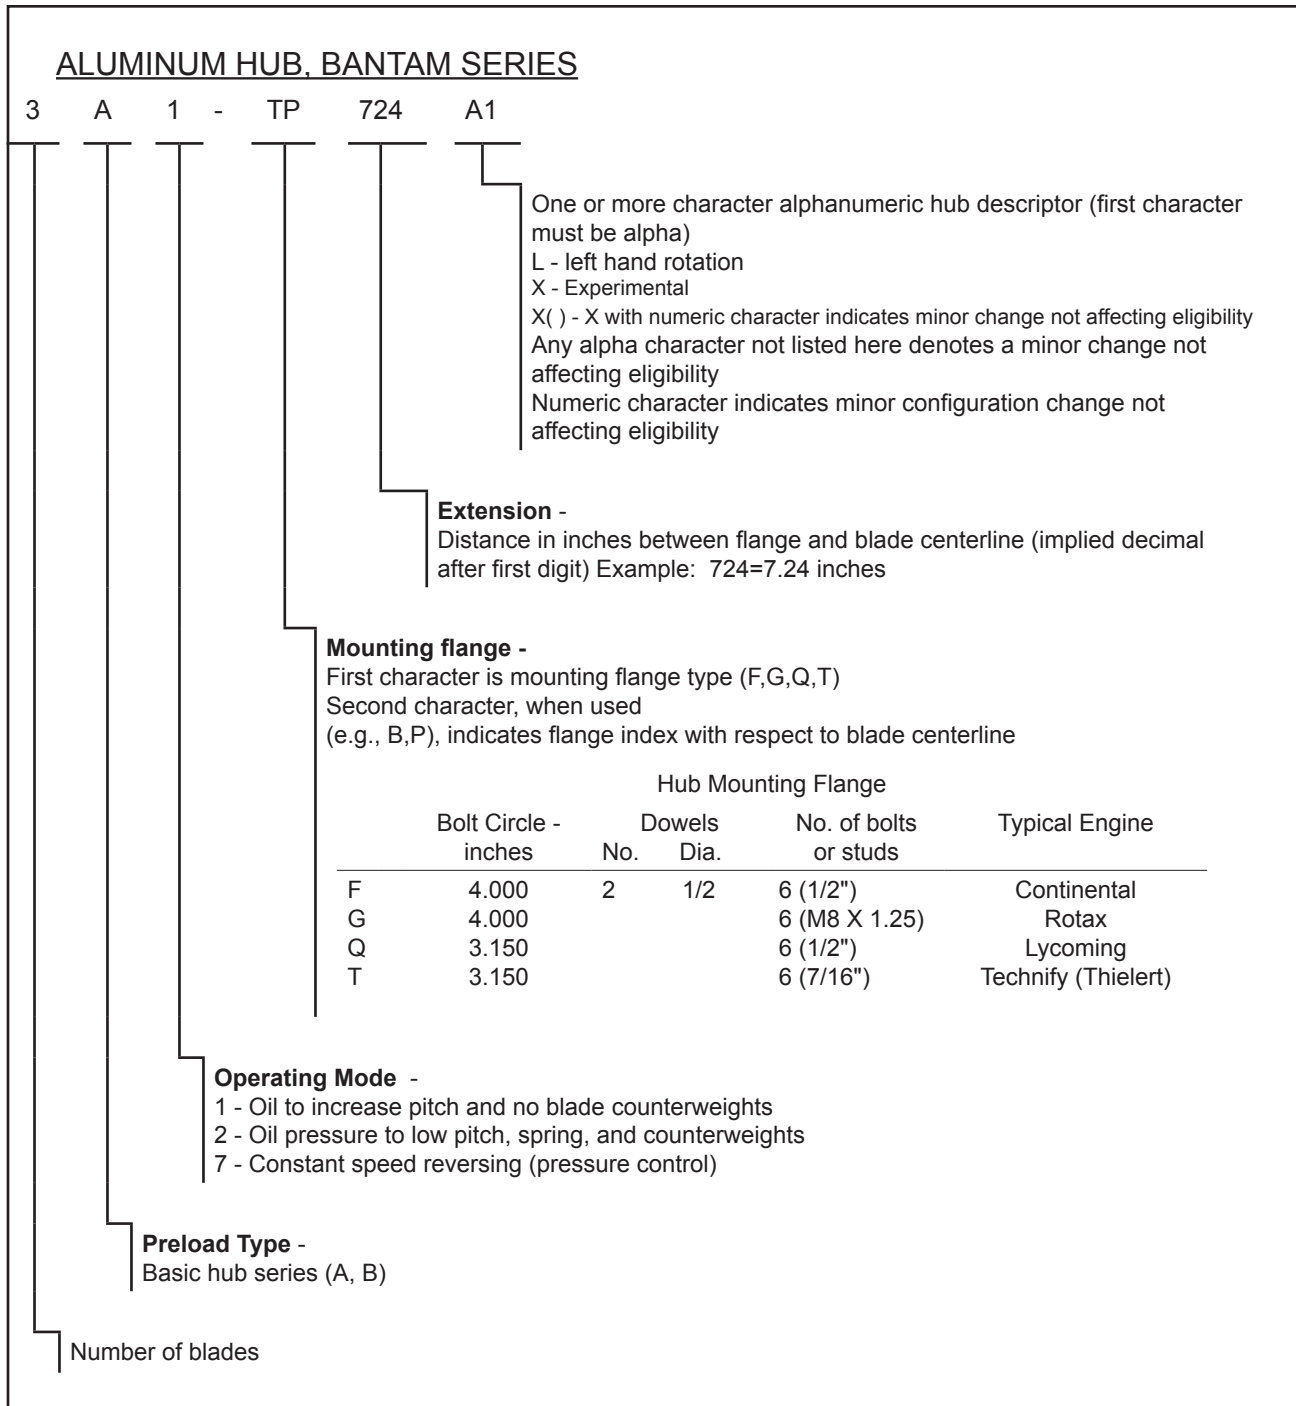 ALUMINUM HUB, BANTAM SERIES
3 A 1 - TP 724 A1
One or more character alphanumeric hub descriptor (first character
must be alpha)
L - left hand rotation
X - Experimental
X( ) - X with numeric character indicates minor change not affecting eligibility
Any alpha character not listed here denotes a minor change not
affecting eligibility
Numeric character indicates minor configuration change not
affecting eligibility
Extension -
Distance in inches between flange and blade centerline (implied decimal
after first digit) Example: 724=7.24 inches
Mounting flange -
First character is mounting flange type (F,G,Q,T)
Second character, when used
(e.g., B,P), indicates flange index with respect to blade centerline
Hub Mounting Flange
Bolt Circle - Dowels No. of bolts Typical Engine
inches No. Dia. or studs
F 4.000 2 1/2 6 (1/2") Continental
G 4.000 6 (M8 X 1.25) Rotax
Q 3.150 6 (1/2") Lycoming
T 3.150 6 (7/16") Technify (Thielert)
Operating Mode -
1 - Oil to increase pitch and no blade counterweights
2 - Oil pressure to low pitch, spring, and counterweights
7 - Constant speed reversing (pressure control)
Preload Type -
Basic hub series (A, B)
Number of blades